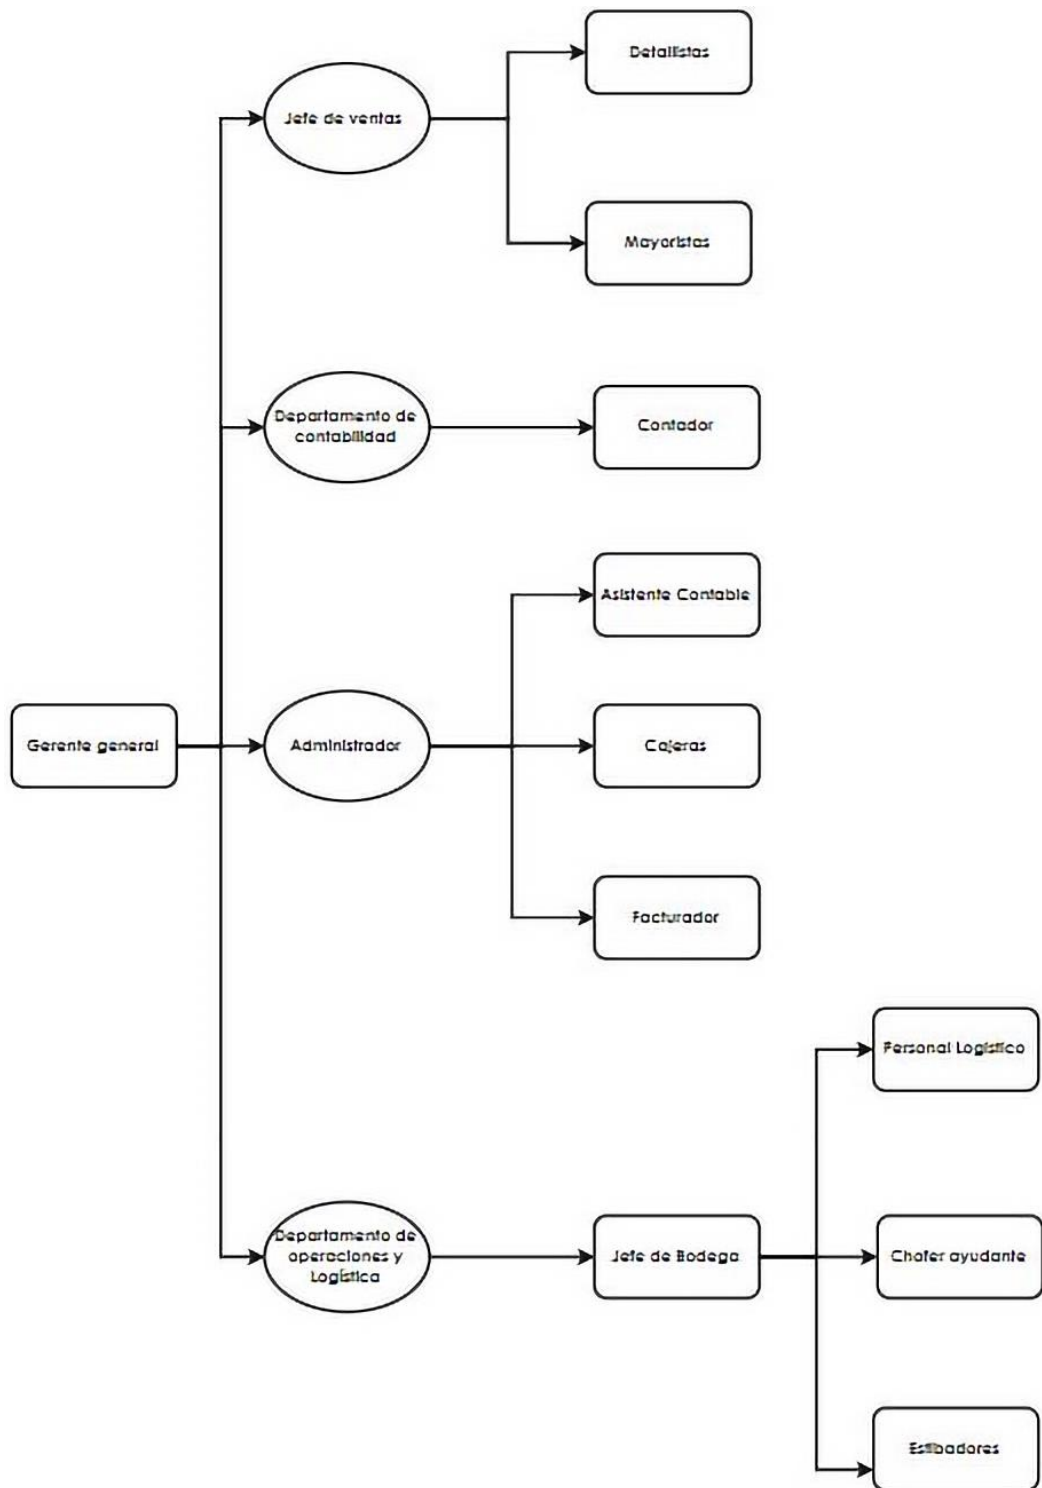 Detallistas
Jefe de ventas
Mayoristas
Departamento de
contabilidad
Contador
Asistente Contable
Gerente general
Administrador
Cajeras
Facturador
Personal Logístico
Departamento de
operaciones y
Logística
Jefe de Bodega
Chofer ayudante
Estibadores